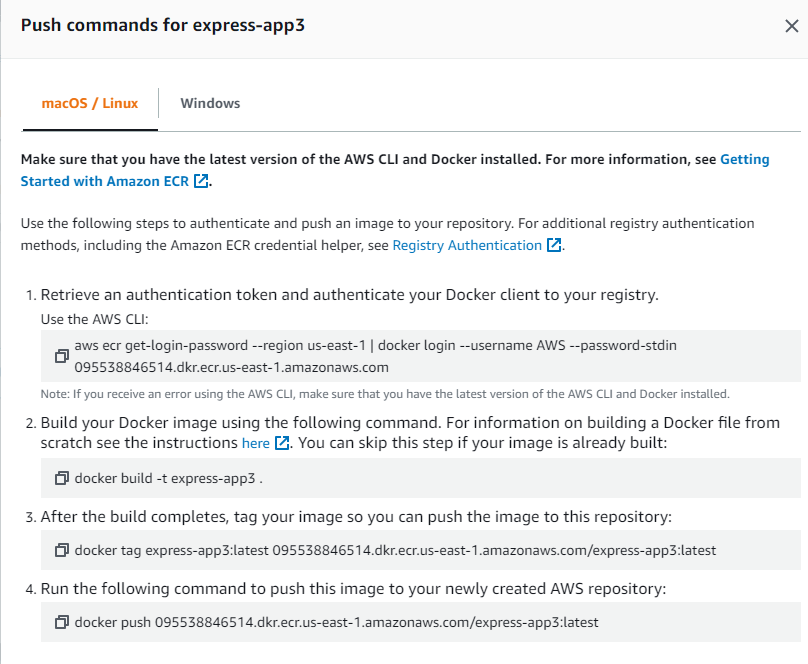 Push commands for express-app3
macOS / Linux
Windows
Make sure that you have the latest version of the AWS CLI and Docker installed. For more information, see Getting
Started with Amazon ECR.
Use the following steps to authenticate and push an image to your repository. For additional registry authentication
methods, including the Amazon ECR credential helper, see Registry Authentication.
1. Retrieve an authentication token and authenticate your Docker client to your registry.
Use the AWS CLI:
aws ecr get-login-password --region us-east-1 | docker login --username AWS --password-stdin
095538846514.dkr.ecr.us-east-1.amazonaws.com
Note: If you receive an error using the AWS CLI, make sure that you have the latest version of the AWS CLI and Docker installed.
2. Build your Docker image using the following command. For information on building a Docker file from
scratch see the instructions here. You can skip this step if your image is already built:
docker build -t express-app3 .
3. After the build completes, tag your image so you can push the image to this repository:
docker tag express-app3:latest 095538846514.dkr.ecr.us-east-1.amazonaws.com/express-app3:latest
4. Run the following command to push this image to your newly created AWS repository:
docker push 095538846514.dkr.ecr.us-east-1.amazonaws.com/express-app3:latest